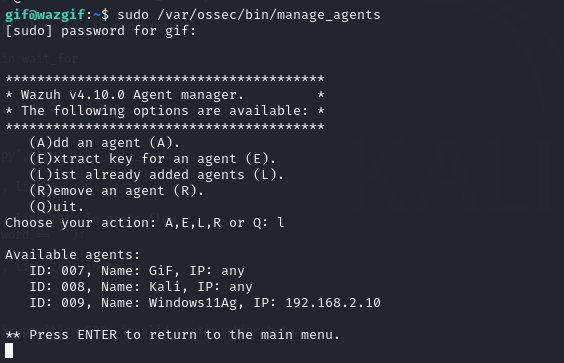 gif@wazgif:~$ sudo /var/ossec/bin/manage_agents
[sudo] password for gif:
****************************************
* Wazuh v4.10.0 Agent manager.         *
* The following options are available: *
****************************************
   (A)dd an agent (A).
   (E)xtract key for an agent (E).
   (L)ist already added agents (L).
   (R)emove an agent (R).
   (Q)uit.
Choose your action: A,E,L,R or Q: l
Available agents:
   ID: 007, Name: GiF, IP: any
   ID: 008, Name: Kali, IP: any
   ID: 009, Name: Windows11Ag, IP: 192.168.2.10
** Press ENTER to return to the main menu.